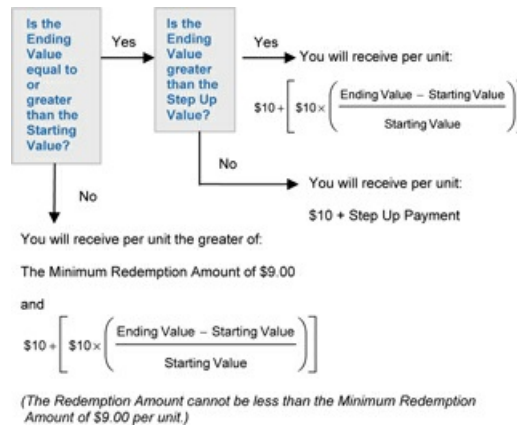 Is the
Ending
Value
equal to
or
greater
than the
Starting
Value?
Yes
Is the
Ending
Value
greater
than the
Step Up
Value?
Yes
You will receive per unit:
$10 + [ $10 × ( Ending Value – Starting Value
Starting Value )
No
You will receive per unit:
$10 + Step Up Payment
No
You will receive per unit the greater of:
The Minimum Redemption Amount of $9.00
and
$10 + [ $10 × ( Ending Value – Starting Value
Starting Value ) ]
(The Redemption Amount cannot be less than the Minimum Redemption
Amount of $9.00 per unit.)